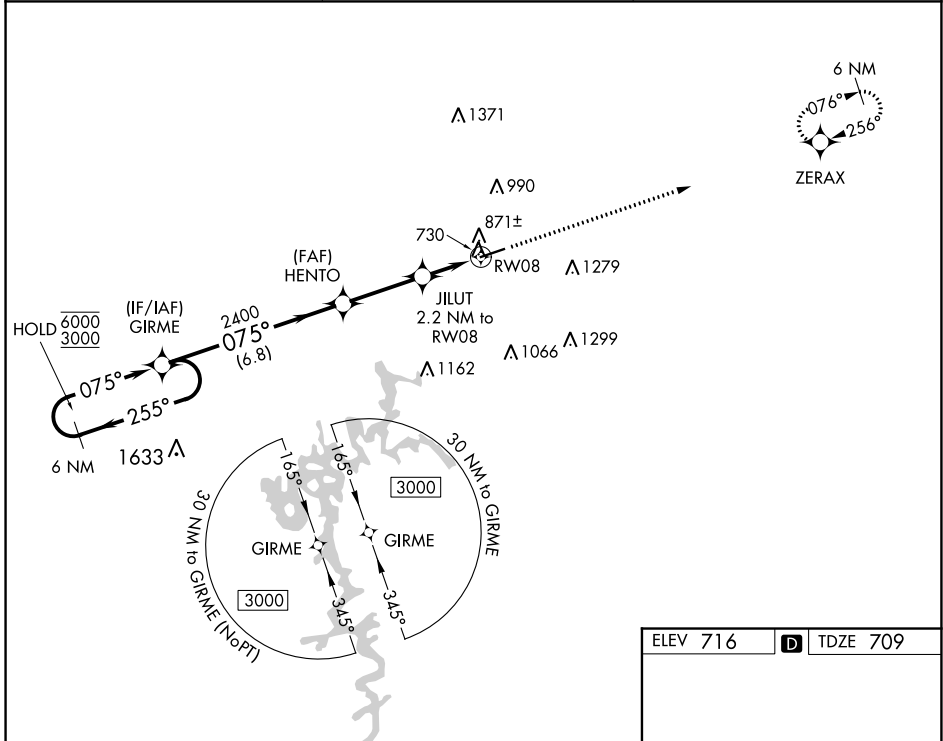 6 NM
076°
256°
ZERAX
1371
990
871±
730
RW08
1279
(FAF)
HENTO
JILUT
2.2 NM to
RW08
(IF/IAF)
GIRME
HOLD 6000
3000
2400
075°
(6.8)
1299
1066
1162
075°
255°
6 NM
1633
165°
GIRME
3000
345°
30 NM to GIRME (NoPT)
165°
3000
GIRME
345°
30 NM to GIRME
ELEV 716 D TDZE 709